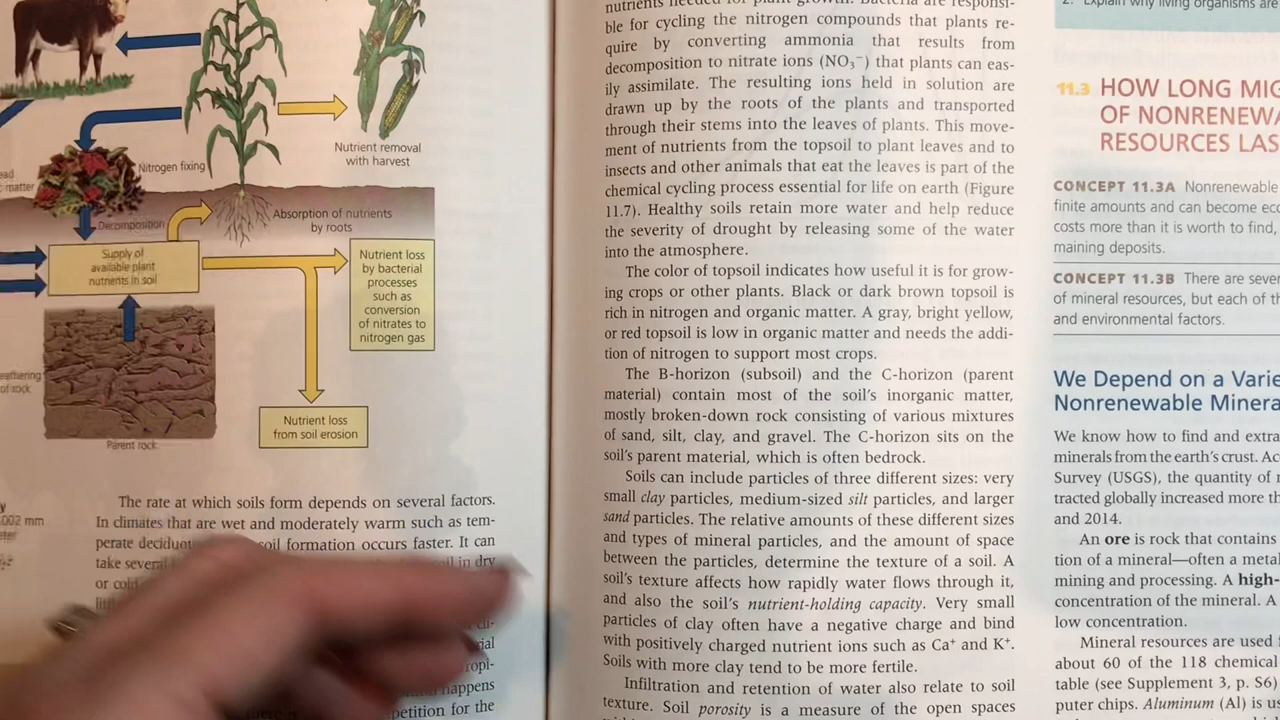 Nutrient removal
with harvest
Nitrogen fixing
matter
Decomposition
Absorption of nutrients
by roots
Supply of
available plant
nutrients in soil
Nutrient loss
by bacterial
processes
such as
conversion
of nitrates to
nitrogen gas
of rock
Parent rock
Nutrient loss
from soil erosion
The rate at which soils form depends on several factors.
In climates that are wet and moderately warm such as tem-
perate soil formation occurs faster. It can
take several in dry
or
happens
for the
nutrients needed for plant growth. Bacteria are responsi-
ble for cycling the nitrogen compounds that plants re-
quire by converting ammonia that results from
decomposition to nitrate ions (NO₃⁻) that plants can eas-
ily assimilate. The resulting ions held in solution are
drawn up by the roots of the plants and transported
through their stems into the leaves of plants. This move-
ment of nutrients from the topsoil to plant leaves and to
insects and other animals that eat the leaves is part of the
chemical cycling process essential for life on earth (Figure
11.7). Healthy soils retain more water and help reduce
the severity of drought by releasing some of the water
into the atmosphere.
The color of topsoil indicates how useful it is for grow-
ing crops or other plants. Black or dark brown topsoil is
rich in nitrogen and organic matter. A gray, bright yellow,
or red topsoil is low in organic matter and needs the addi-
tion of nitrogen to support most crops.
The B-horizon (subsoil) and the C-horizon (parent
material) contain most of the soil's inorganic matter,
mostly broken-down rock consisting of various mixtures
of sand, silt, clay, and gravel. The C-horizon sits on the
soil's parent material, which is often bedrock.
Soils can include particles of three different sizes: very
small clay particles, medium-sized silt particles, and larger
sand particles. The relative amounts of these different sizes
and types of mineral particles, and the amount of space
between the particles, determine the texture of a soil. A
soil's texture affects how rapidly water flows through it,
and also the soil's nutrient-holding capacity. Very small
particles of clay often have a negative charge and bind
with positively charged nutrient ions such as Ca⁺ and K⁺.
Soils with more clay tend to be more fertile.
Infiltration and retention of water also relate to soil
texture. Soil porosity is a measure of the open spaces
2. Explain why living organisms are
11.3 HOW LONG MIG
OF NONRENEWA
RESOURCES LAS
CONCEPT 11.3A Nonrenewable
finite amounts and can become eco
costs more than it is worth to find,
maining deposits.
CONCEPT 11.3B There are seve
of mineral resources, but each of th
and environmental factors.
We Depend on a Varie
Nonrenewable Minera
We know how to find and extra
minerals from the earth's crust. Ac
Survey (USGS), the quantity of
tracted globally increased more th
and 2014.
An ore is rock that contains
tion of a mineral—often a meta
mining and processing. A high-
concentration of the mineral. A
low concentration.
Mineral resources are used
about 60 of the 118 chemical
table (see Supplement 3, p. S6)
puter chips. Aluminum (Al) is us